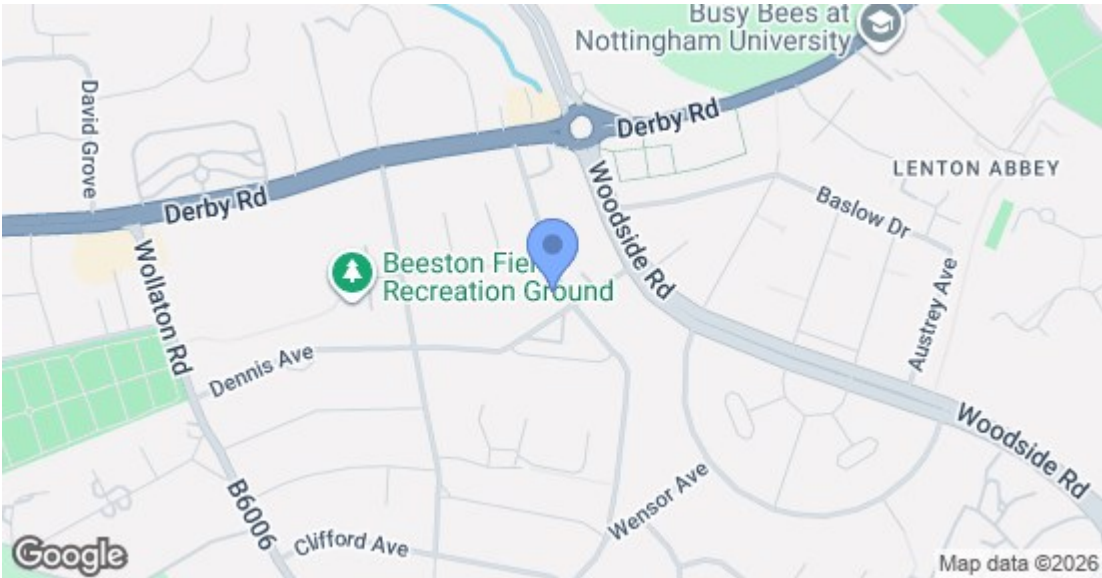 Busy Bees at
Nottingham University
David Grove
Derby Rd
LENTON ABBEY
Derby Rd
Woodside Rd
Baslow Dr
Wollaton Rd
Beeston Fiel
Recreation Ground
Austrey Ave
Dennis Ave
Woodside Rd
B6006
Wensor Ave
Clifford Ave
Google
Map data ©2026